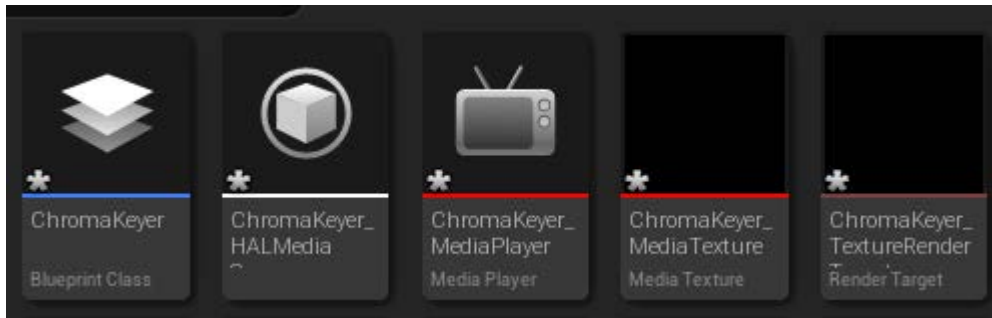 ChromaKeyer
Blueprint Class
ChromaKeyer_
HALMedia
ChromaKeyer_
MediaPlayer
Media Player
ChromaKeyer_
MediaTexture
Media Texture
ChromaKeyer_
TextureRender
Render Target